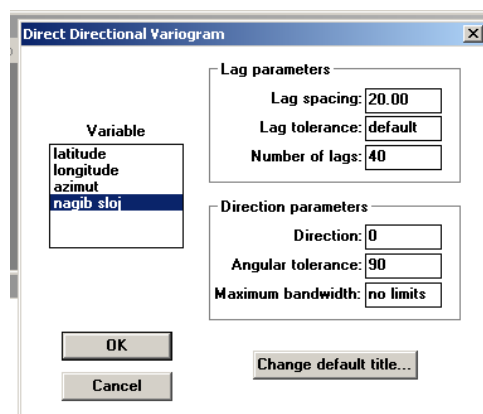 Direct Directional Variogram
Variable
latitude
longitude
azimut
nagib sloj
Lag parameters
Lag spacing: 20.00
Lag tolerance: default
Number of lags: 40
Direction parameters
Direction: 0
Angular tolerance: 90
Maximum bandwidth: no limits
OK
Cancel
Change default title...